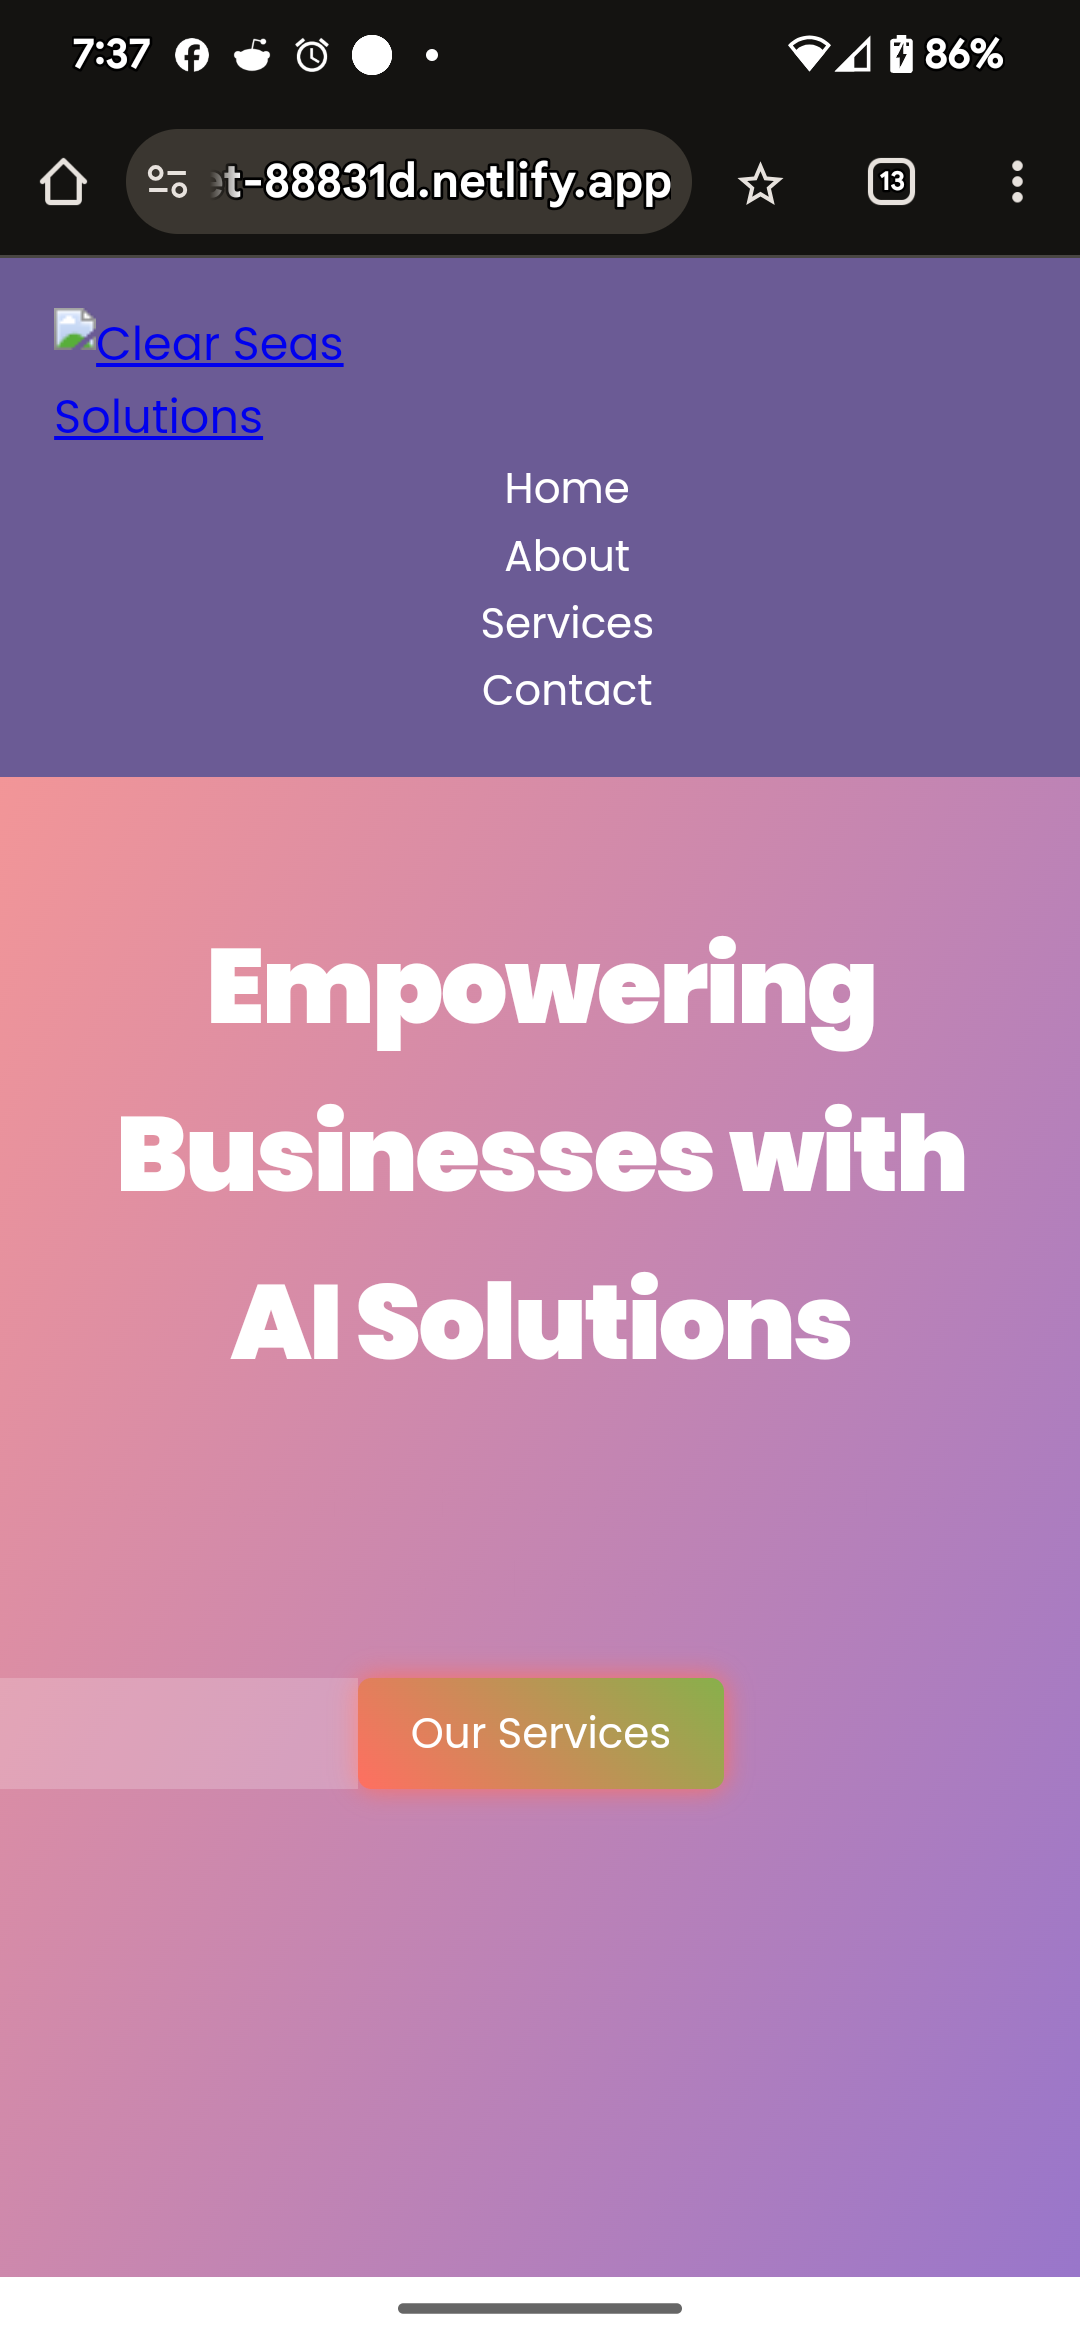 7:37 86%
t-88831d.netlify.app 13
Clear Seas
Solutions
Home
About
Services
Contact
Empowering
Businesses with
AI Solutions
Our Services